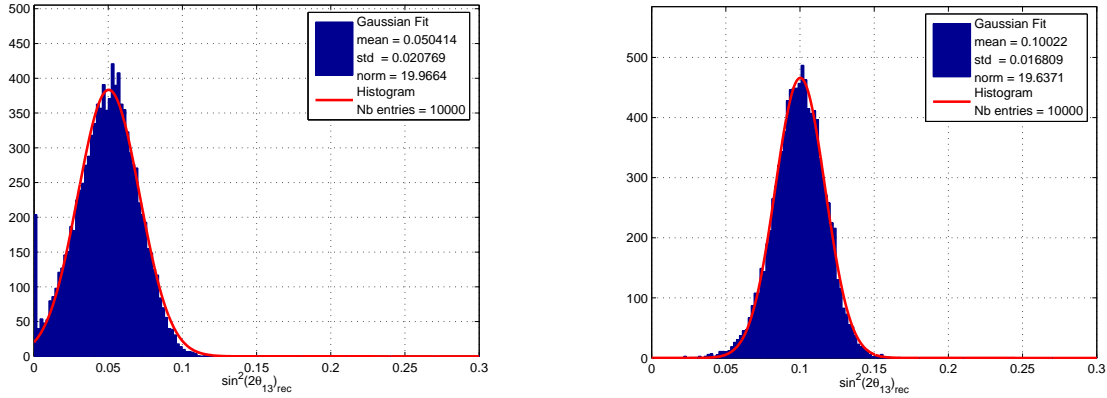 500
450
400
350
300
250
200
150
100
50
0
0
0.05
0.1
0.15
0.2
0.25
0.3
sin²(2θ₁₃)rec
Gaussian Fit
mean = 0.050414
std = 0.020769
norm = 19.9664
Histogram
Nb entries = 10000
500
400
300
200
100
0
0
0.05
0.1
0.15
0.2
0.25
0.3
sin²(2θ₁₃)rec
Gaussian Fit
mean = 0.10022
std = 0.016809
norm = 19.6371
Histogram
Nb entries = 10000